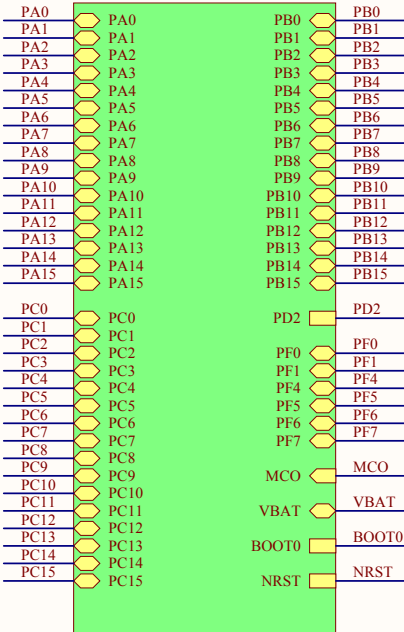 PA0 PA0 PB0 PB0
PA1 PA1 PB1 PB1
PA2 PA2 PB2 PB2
PA3 PA3 PB3 PB3
PA4 PA4 PB4 PB4
PA5 PA5 PB5 PB5
PA6 PA6 PB6 PB6
PA7 PA7 PB7 PB7
PA8 PA8 PB8 PB8
PA9 PA9 PB9 PB9
PA10 PA10 PB10 PB10
PA11 PA11 PB11 PB11
PA12 PA12 PB12 PB12
PA13 PA13 PB13 PB13
PA14 PA14 PB14 PB14
PA15 PA15 PB15 PB15
PC0 PC0 PD2 PD2
PC1 PC1
PC2 PC2 PF0 PF0
PC3 PC3 PF1 PF1
PC4 PC4 PF4 PF4
PC5 PC5 PF5 PF5
PC6 PC6 PF6 PF6
PC7 PC7 PF7 PF7
PC8 PC8
PC9 PC9 MCO MCO
PC10 PC10
PC11 PC11 VBAT VBAT
PC12 PC12
PC13 PC13 BOOT0 BOOT0
PC14 PC14
PC15 PC15 NRST NRST